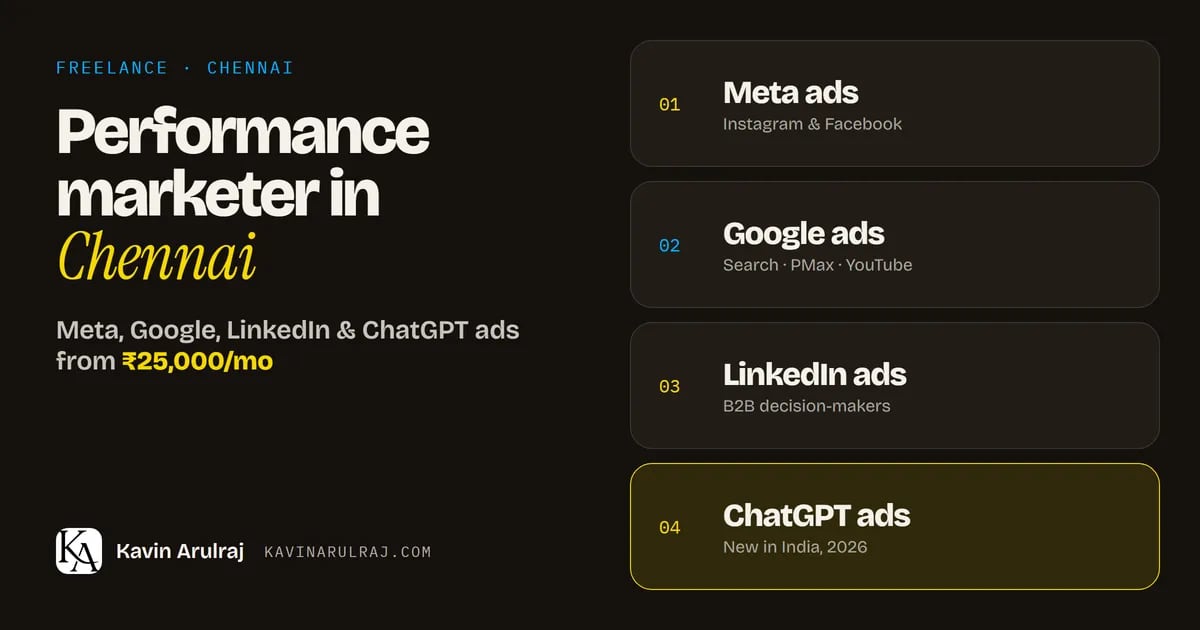 FREELANCE · CHENNAI
Performance
marketer in
Chennai
Meta, Google, LinkedIn & ChatGPT ads
from ₹25,000/mo
KA
Kavin Arulraj
KAVINARULRAJ.COM
01
Meta ads
Instagram & Facebook
02
Google ads
Search · PMax · YouTube
03
LinkedIn ads
B2B decision-makers
04
ChatGPT ads
New in India, 2026